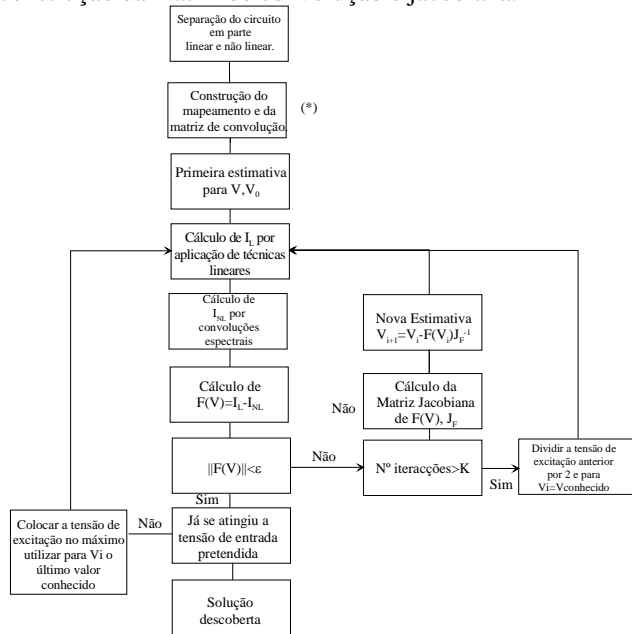 Separação do circuito
em parte
linear e não linear.
Construção do
mapeamento e da
matriz de convolução.
(*)
Primeira estimativa
para V,V0
Cálculo de IL por
aplicação de técnicas
lineares
Cálculo de
INL por
convoluções
espectrais
Nova Estimativa
Vi+1=Vi-F(Vi)JF-1
Cálculo de
F(V)=IL-INL
Não
Cálculo da
Matriz Jacobiana
de F(V), JF
||F(V)||<ε
Não
Nº iteracções>K
Sim
Dividir a tensão de
excitação anterior
por 2 e para
Vi=Vconhecido
Sim
Colocar a tensão de
excitação no máximo
utilizar para Vi o
último valor
conhecido
Não
Já se atingiu a
tensão de entrada
pretendida
Solução
descoberta